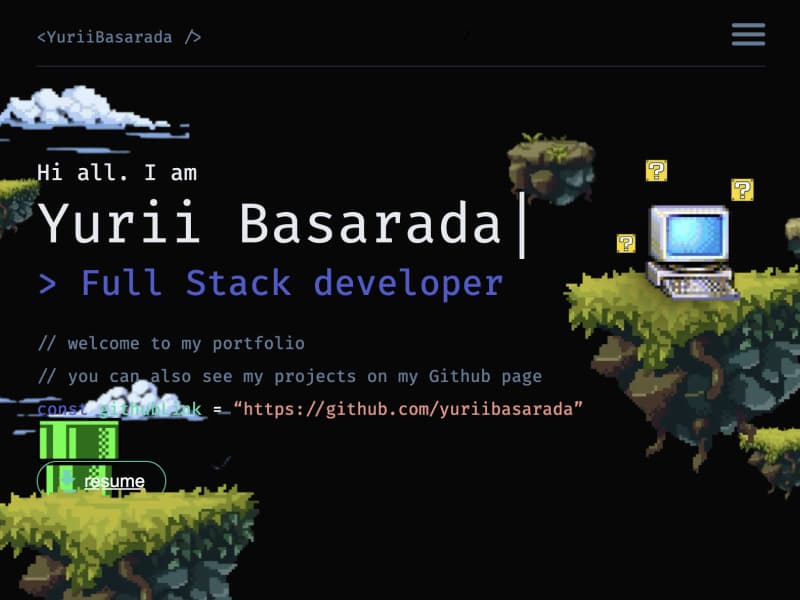 <YuriiBasarada />
Hi all. I am
Yurii Basarada|
> Full Stack developer
// welcome to my portfolio
// you can also see my projects on my Github page
const githubLink = “https://github.com/yuriibasarada”
resume
?
?
?